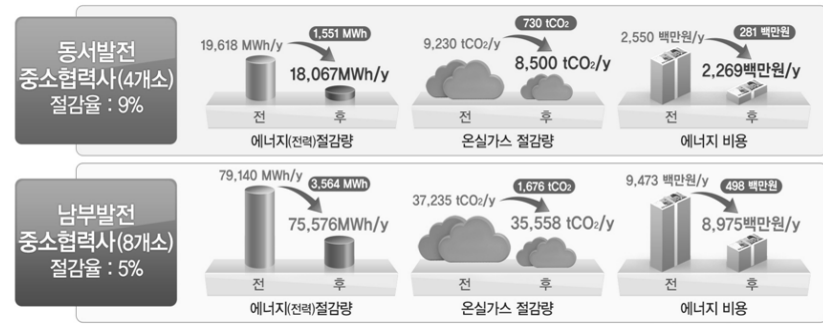 동서발전
중소협력사(4개소)
절감율 : 9%
19,618 MWh/y
1,551 MWh
18,067MWh/y
전 후
에너지(전력)절감량
9,230 tCO₂/y
730 tCO₂
8,500 tCO₂/y
전 후
온실가스 절감량
2,550 백만원/y
281 백만원
2,269백만원/y
전 후
에너지 비용
남부발전
중소협력사(8개소)
절감율 : 5%
79,140 MWh/y
3,564 MWh
75,576MWh/y
전 후
에너지(전력)절감량
37,235 tCO₂/y
1,676 tCO₂
35,558 tCO₂/y
전 후
온실가스 절감량
9,473 백만원/y
498 백만원
8,975백만원/y
전 후
에너지 비용